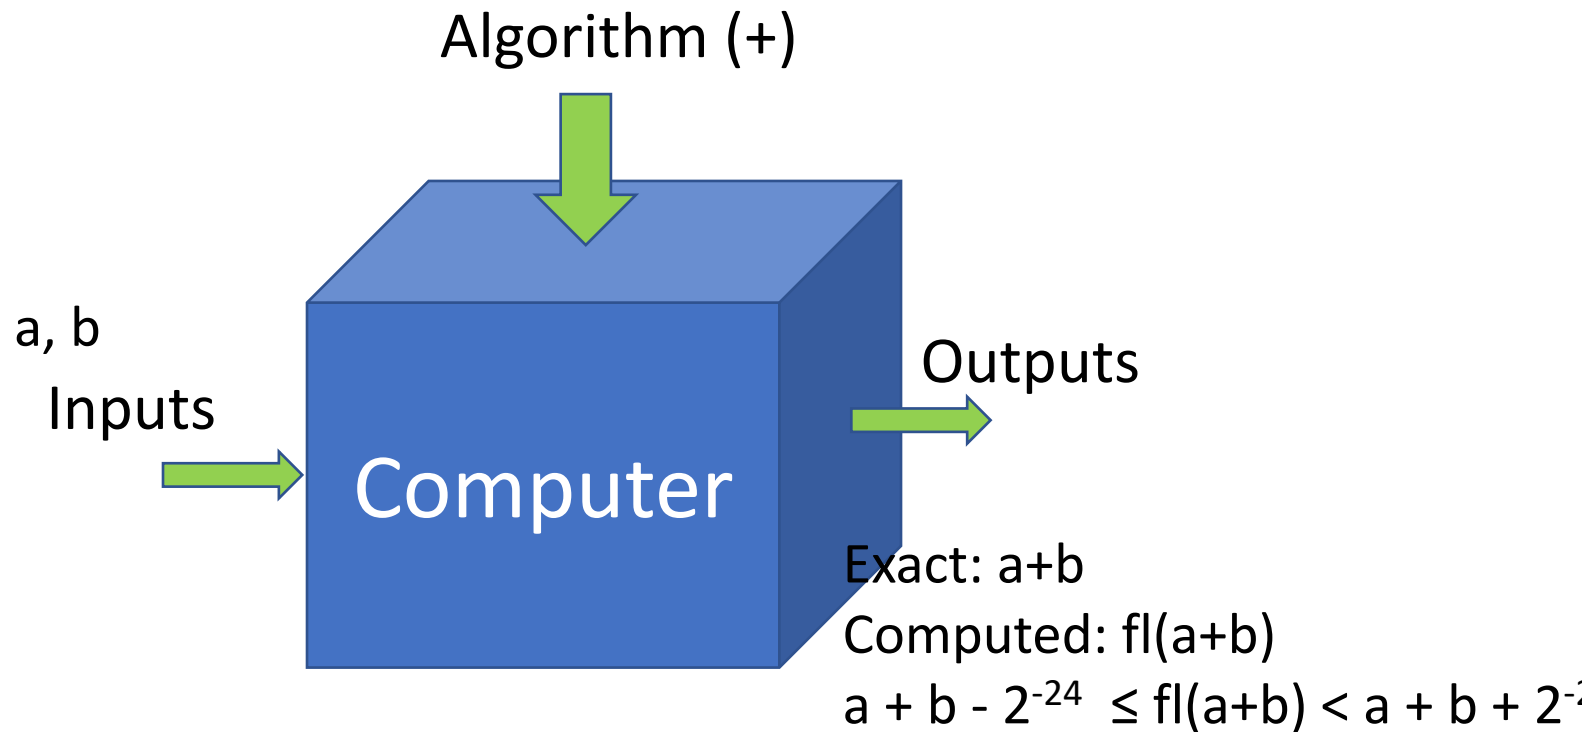 Algorithm (+)
a, b
Inputs
Outputs
Computer
Exact: a+b
Computed: fl(a+b)
a + b - 2⁻²⁴ ≤ fl(a+b) < a + b + 2⁻